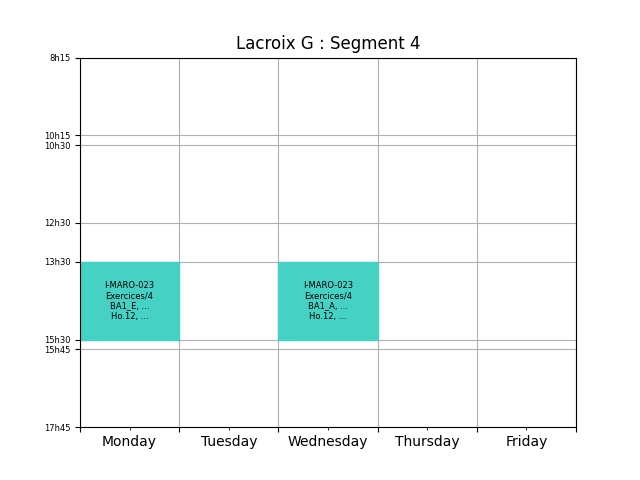 Lacroix G : Segment 4
8h15
10h15
10h30
12h30
13h30
I-MARO-023
Exercices/4
BA1_E, ...
Ho.12, ...
I-MARO-023
Exercices/4
BA1_A, ...
Ho.12, ...
15h30
15h45
17h45
Monday Tuesday Wednesday Thursday Friday